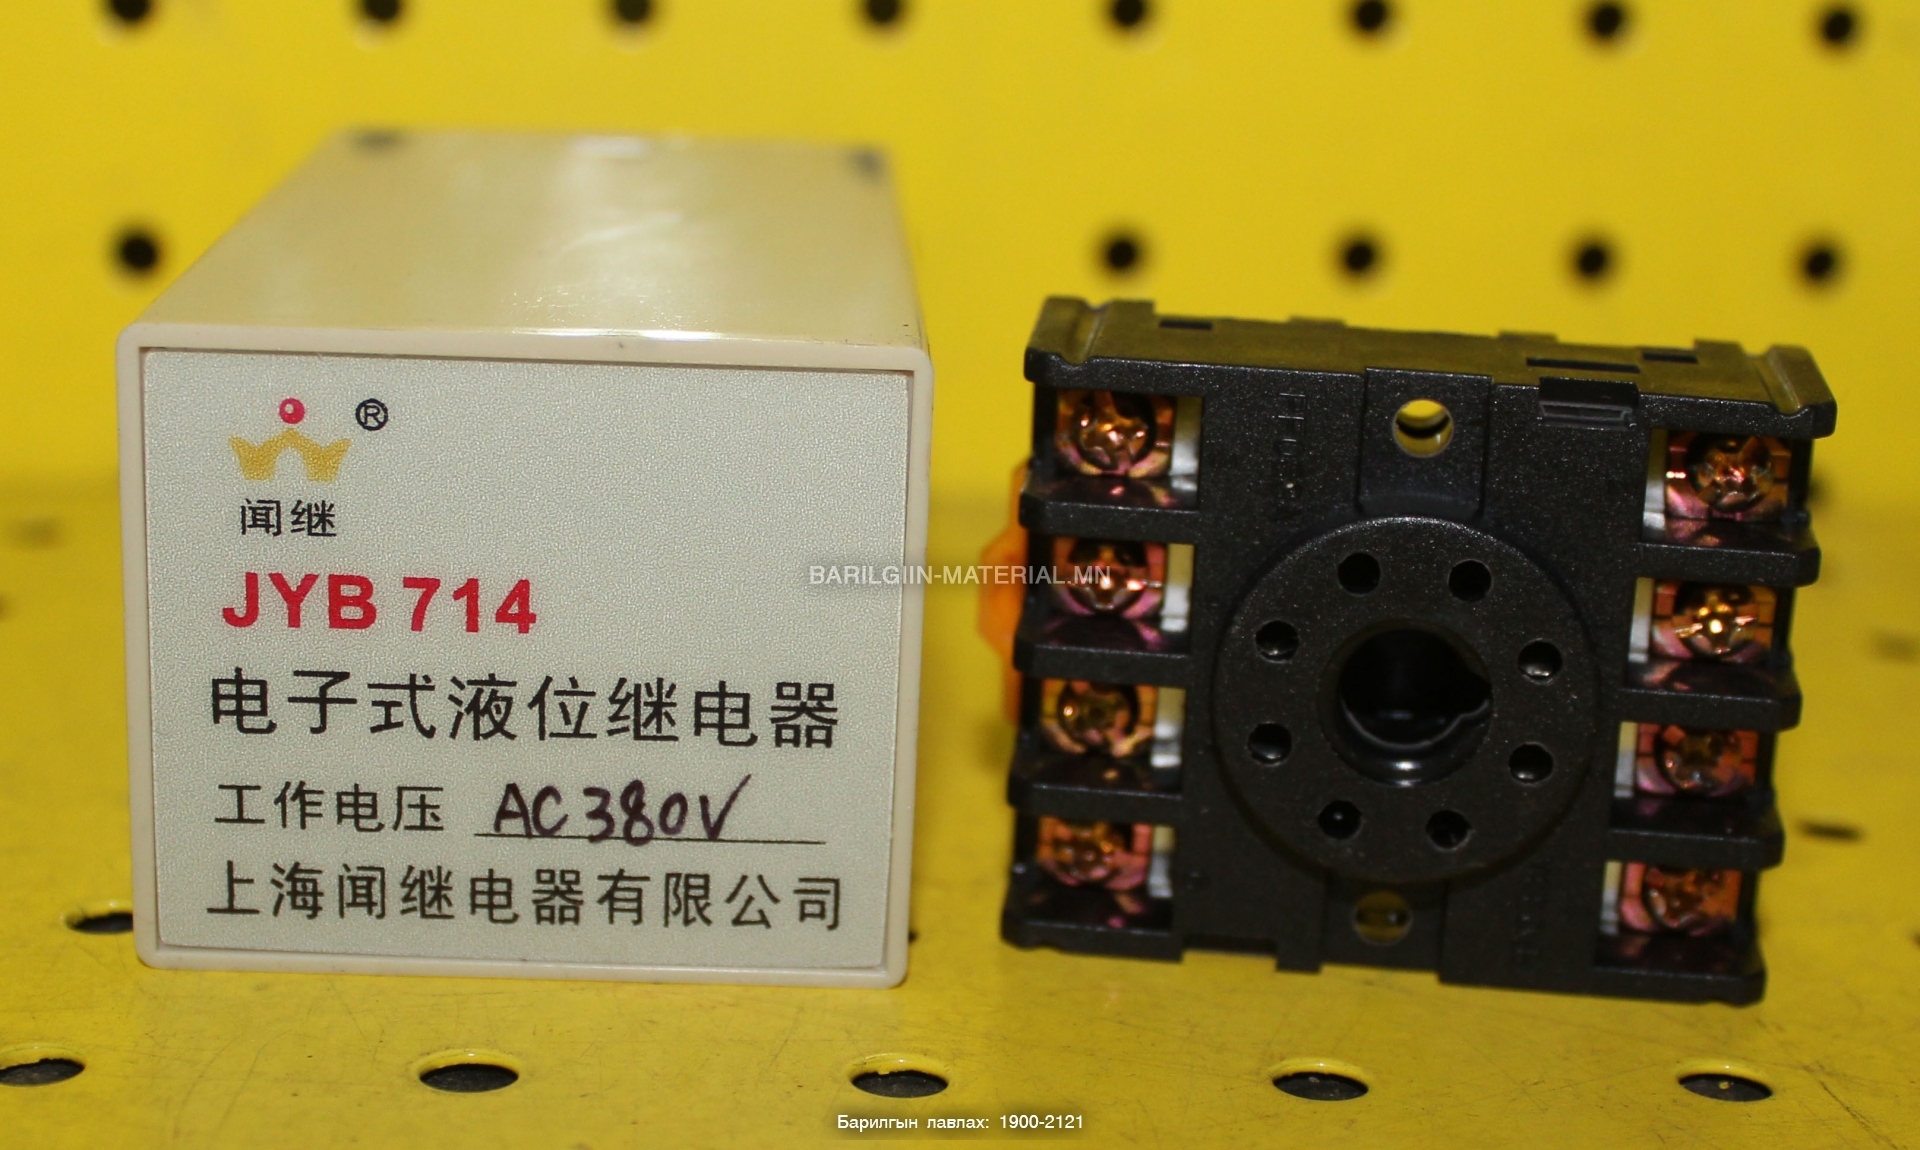 ®
闻继
JYB 714
电子式液位继电器
工作电压 AC380V
上海闻继电器有限公司
BARILGIIN-MATERIAL.MN
Барилгын лавлах: 1900-2121